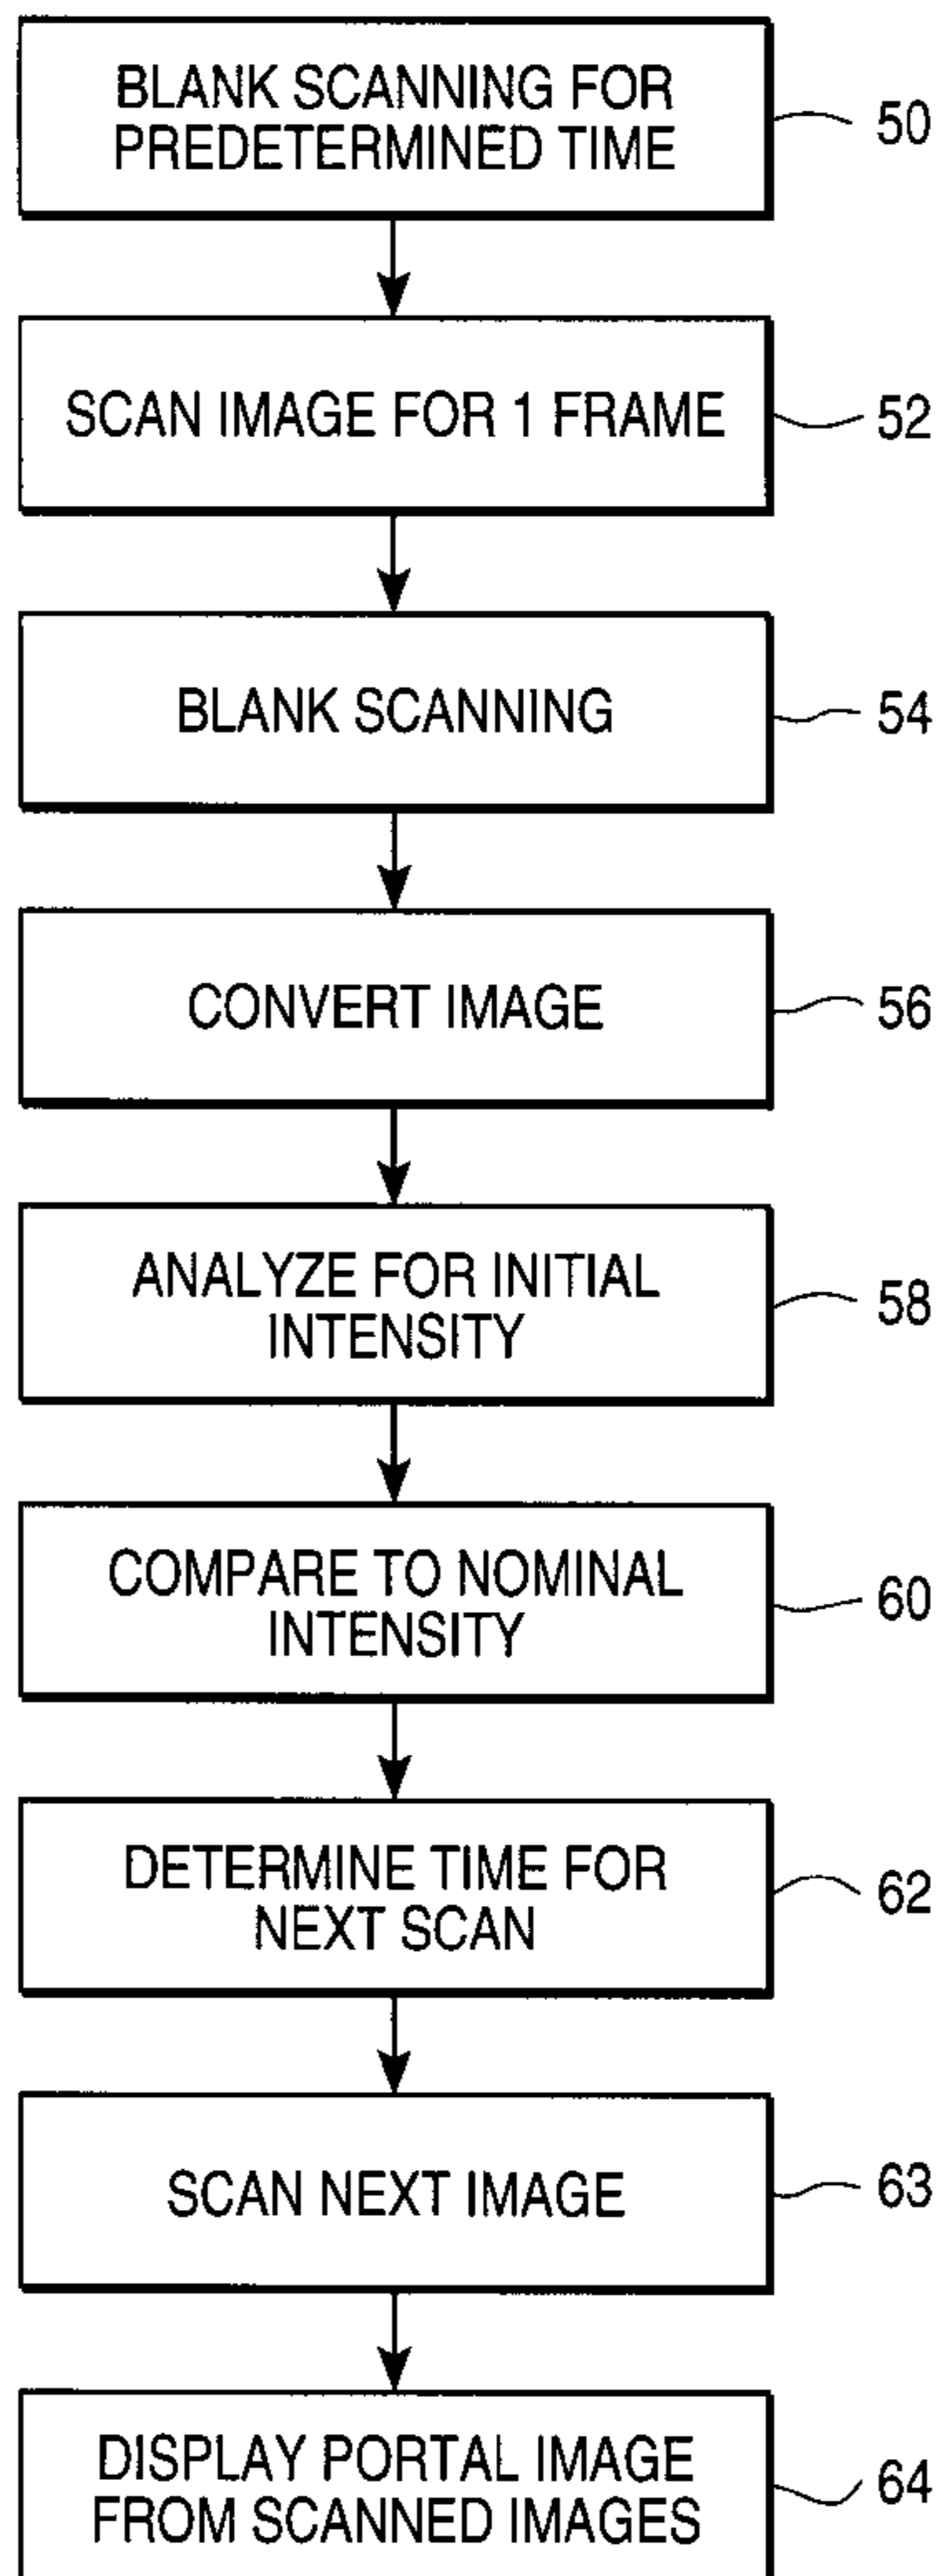 BLANK SCANNING FOR
PREDETERMINED TIME
50
SCAN IMAGE FOR 1 FRAME
52
BLANK SCANNING
54
CONVERT IMAGE
56
ANALYZE FOR INITIAL
INTENSITY
58
COMPARE TO NOMINAL
INTENSITY
60
DETERMINE TIME FOR
NEXT SCAN
62
SCAN NEXT IMAGE
63
DISPLAY PORTAL IMAGE
FROM SCANNED IMAGES
64